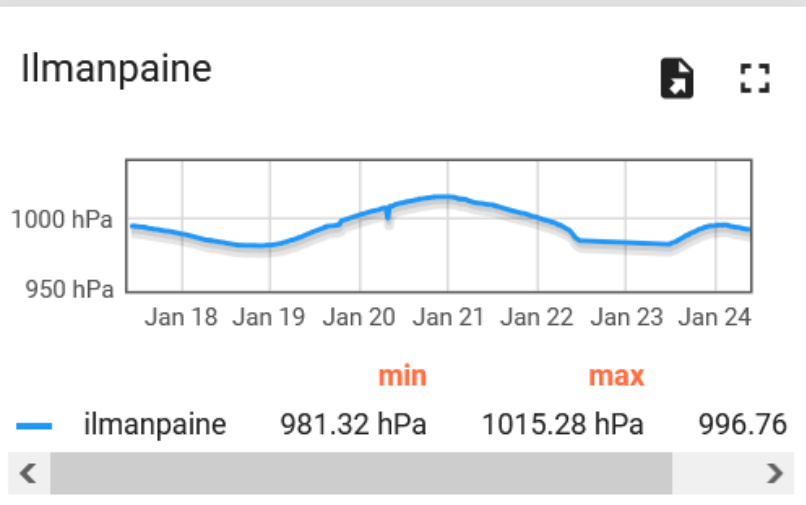 Ilmanpaine
1000 hPa
950 hPa
Jan 18 Jan 19 Jan 20 Jan 21 Jan 22 Jan 23 Jan 24
min max
ilmanpaine 981.32 hPa 1015.28 hPa 996.76